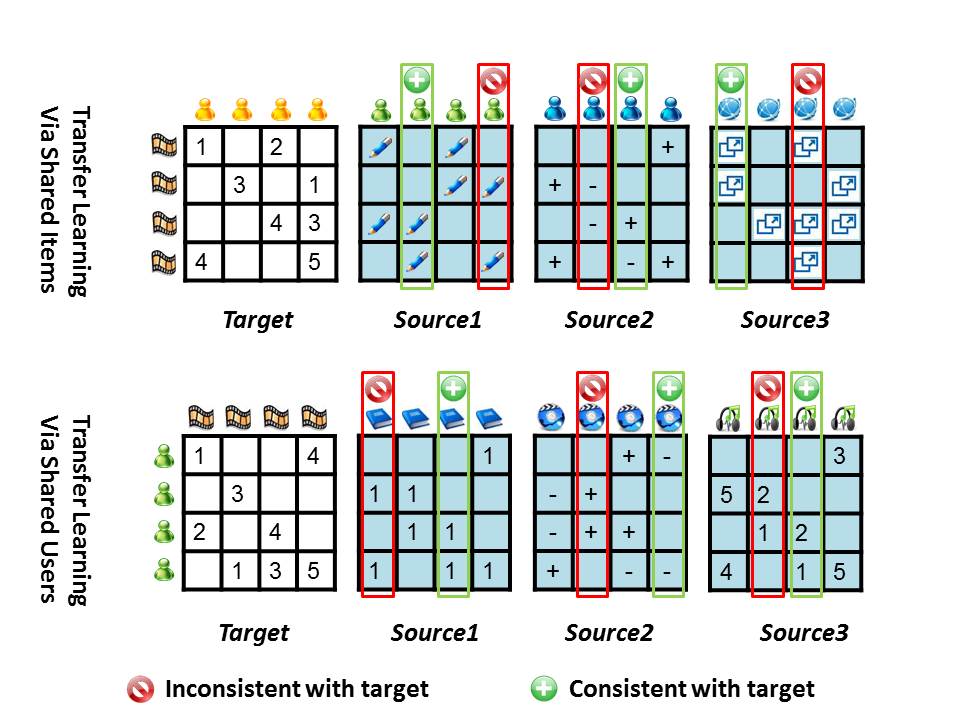 Transfer Learning
Via Shared Items
1 2
3 1
4 3
4 5
+
+ -
- +
+ - +
Target Source1 Source2 Source3
Transfer Learning
Via Shared Users
1 4 1 + - 3
3 1 1 - + 5 2
2 4 1 1 - + + 1 2
1 3 5 1 1 1 + - - 4 1 5
Target Source1 Source2 Source3
Inconsistent with target Consistent with target